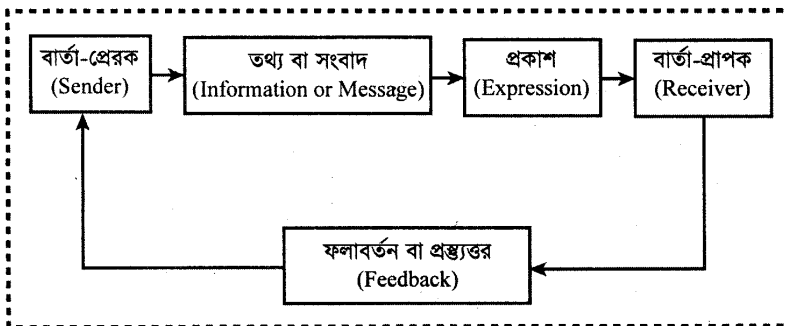 বার্তা-প্রেরক
(Sender)
তথ্য বা সংবাদ
(Information or Message)
প্রকাশ
(Expression)
বার্তা-প্রাপক
(Receiver)
ফলাবর্তন বা প্রত্যুত্তর
(Feedback)